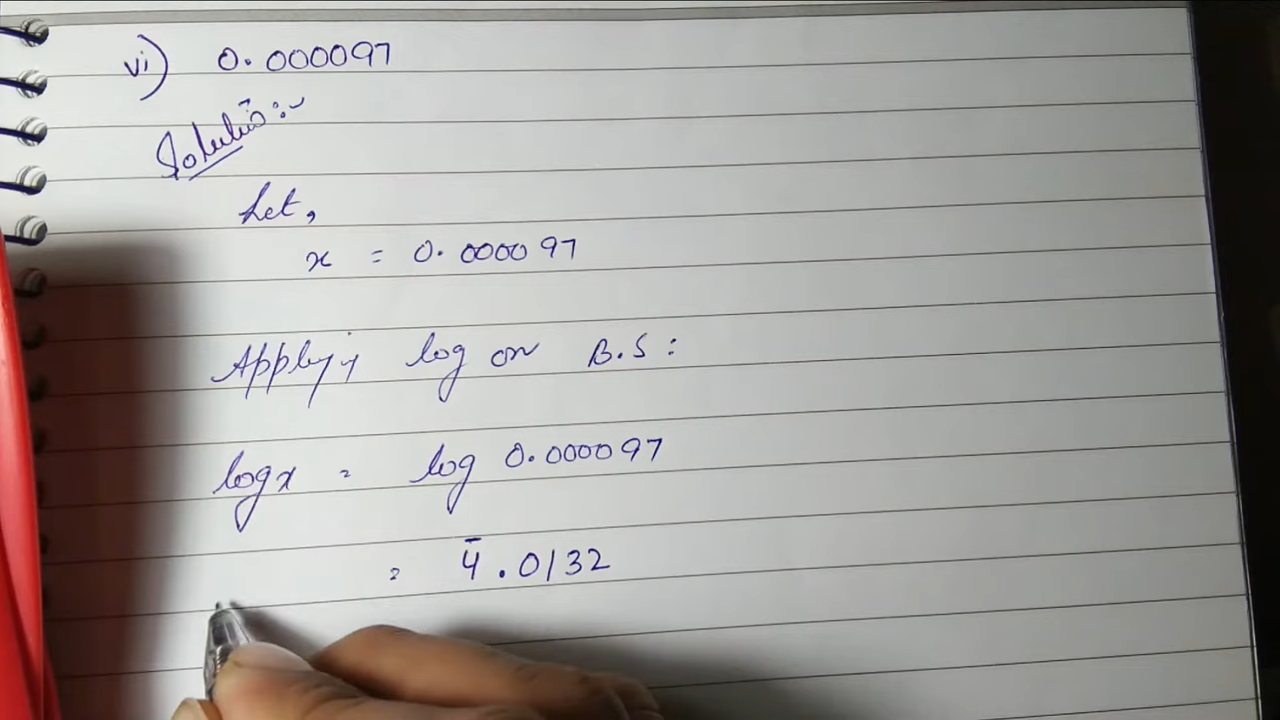 vi) 0.000097
Solution:-
Let,
x = 0.000097
Applying log on B.S:
log x = log 0.000097
= 4̄.0132